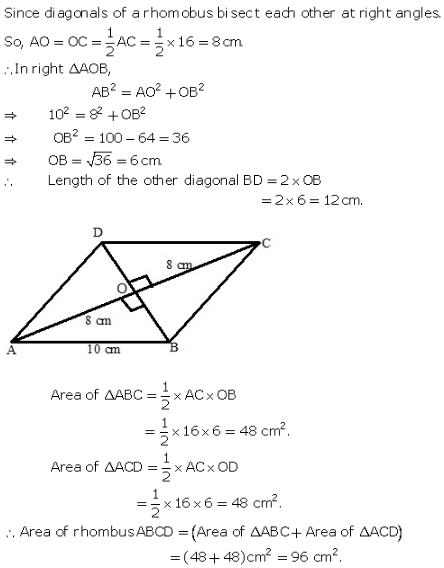 Since diagonals of a rhomobus bisect each other at right angles.
So, AO = OC = 1/2 AC = 1/2 × 16 = 8 cm
∴ In right ΔAOB,
AB² = AO² + OB²
⇒ 10² = 8² + OB²
⇒ OB² = 100 − 64 = 36
⇒ OB = √36 = 6 cm.
∴ Length of the other diagonal BD = 2 × OB
= 2 × 6 = 12 cm.
D
C
8 cm
O
8 cm
A
10 cm
B
Area of ΔABC = 1/2 × AC × OB
= 1/2 × 16 × 6 = 48 cm².
Area of ΔACD = 1/2 × AC × OD
= 1/2 × 16 × 6 = 48 cm².
∴ Area of rhombus ABCD = (Area of ΔABC + Area of ΔACD)
= (48 + 48) cm² = 96 cm².